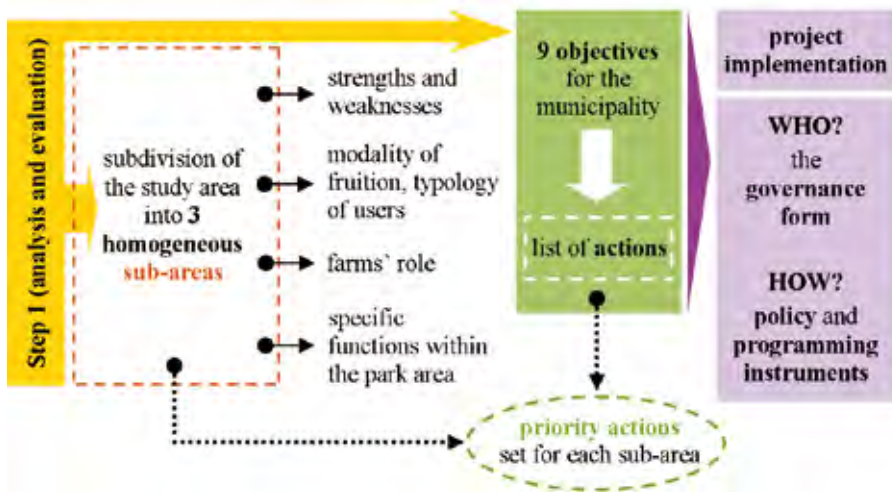 Step 1 (analysis and evaluation)
subdivision of
the study area
into 3
homogeneous
sub-areas
strengths and
weaknesses
modality of
fruition, typology
of users
farms' role
specific
functions within
the park area
9 objectives
for the
municipality
list of actions
priority actions
set for each sub-area
project
implementation
WHO?
the
governance
form
HOW?
policy and
programming
instruments